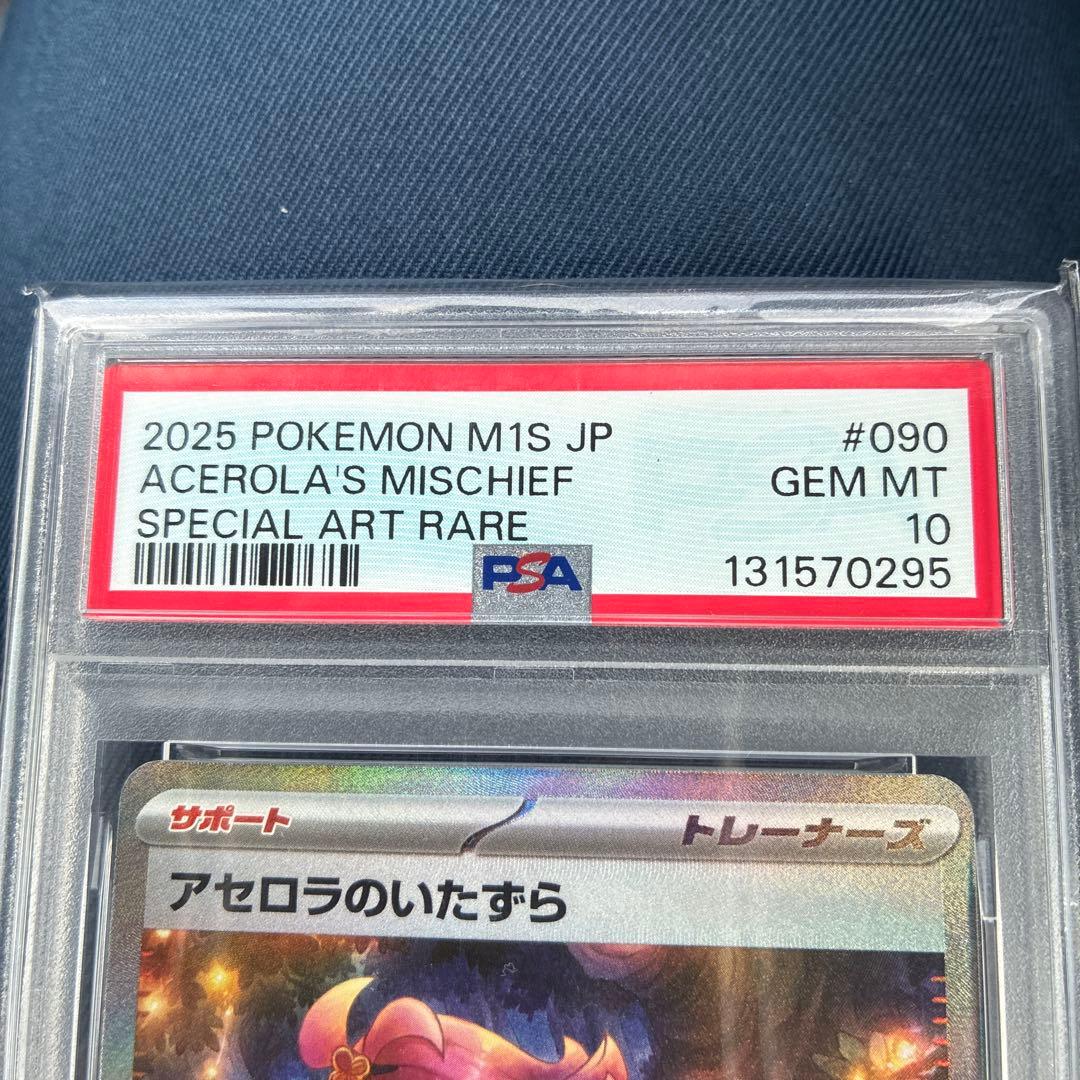 2025 POKEMON M1S JP #090
ACEROLA'S MISCHIEF GEM MT
SPECIAL ART RARE 10
PSA 131570295
サポート トレーナーズ
アセロラのいたずら